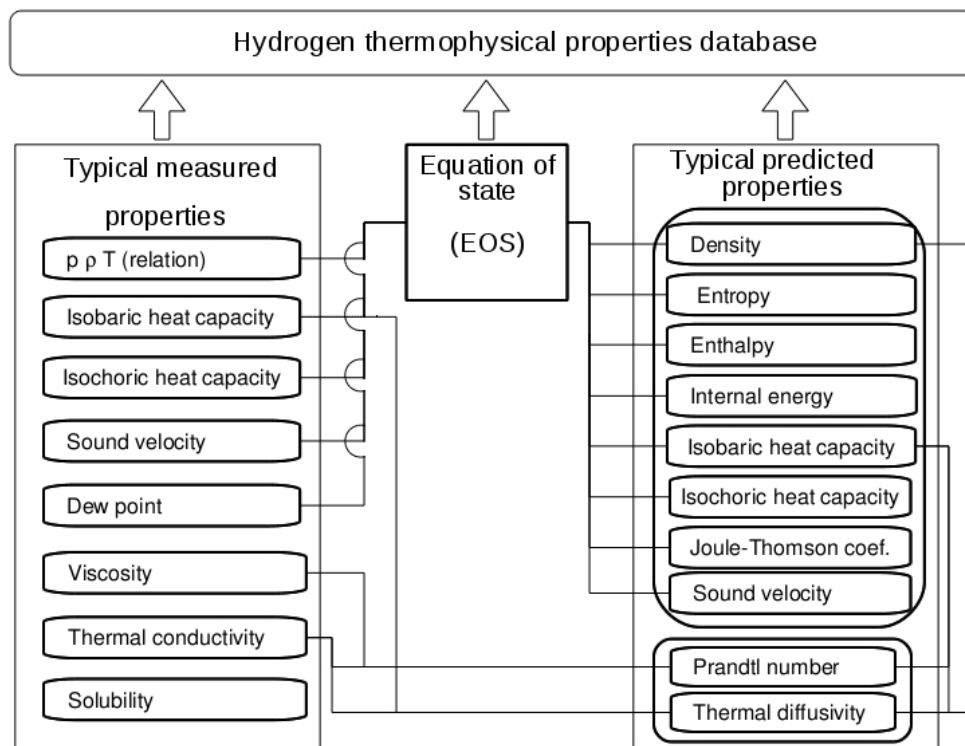 Hydrogen thermophysical properties database
Typical measured
properties
p ρ T (relation)
Isobaric heat capacity
Isochoric heat capacity
Sound velocity
Dew point
Viscosity
Thermal conductivity
Solubility
Equation of
state
(EOS)
Typical predicted
properties
Density
Entropy
Enthalpy
Internal energy
Isobaric heat capacity
Isochoric heat capacity
Joule-Thomson coef.
Sound velocity
Prandtl number
Thermal diffusivity